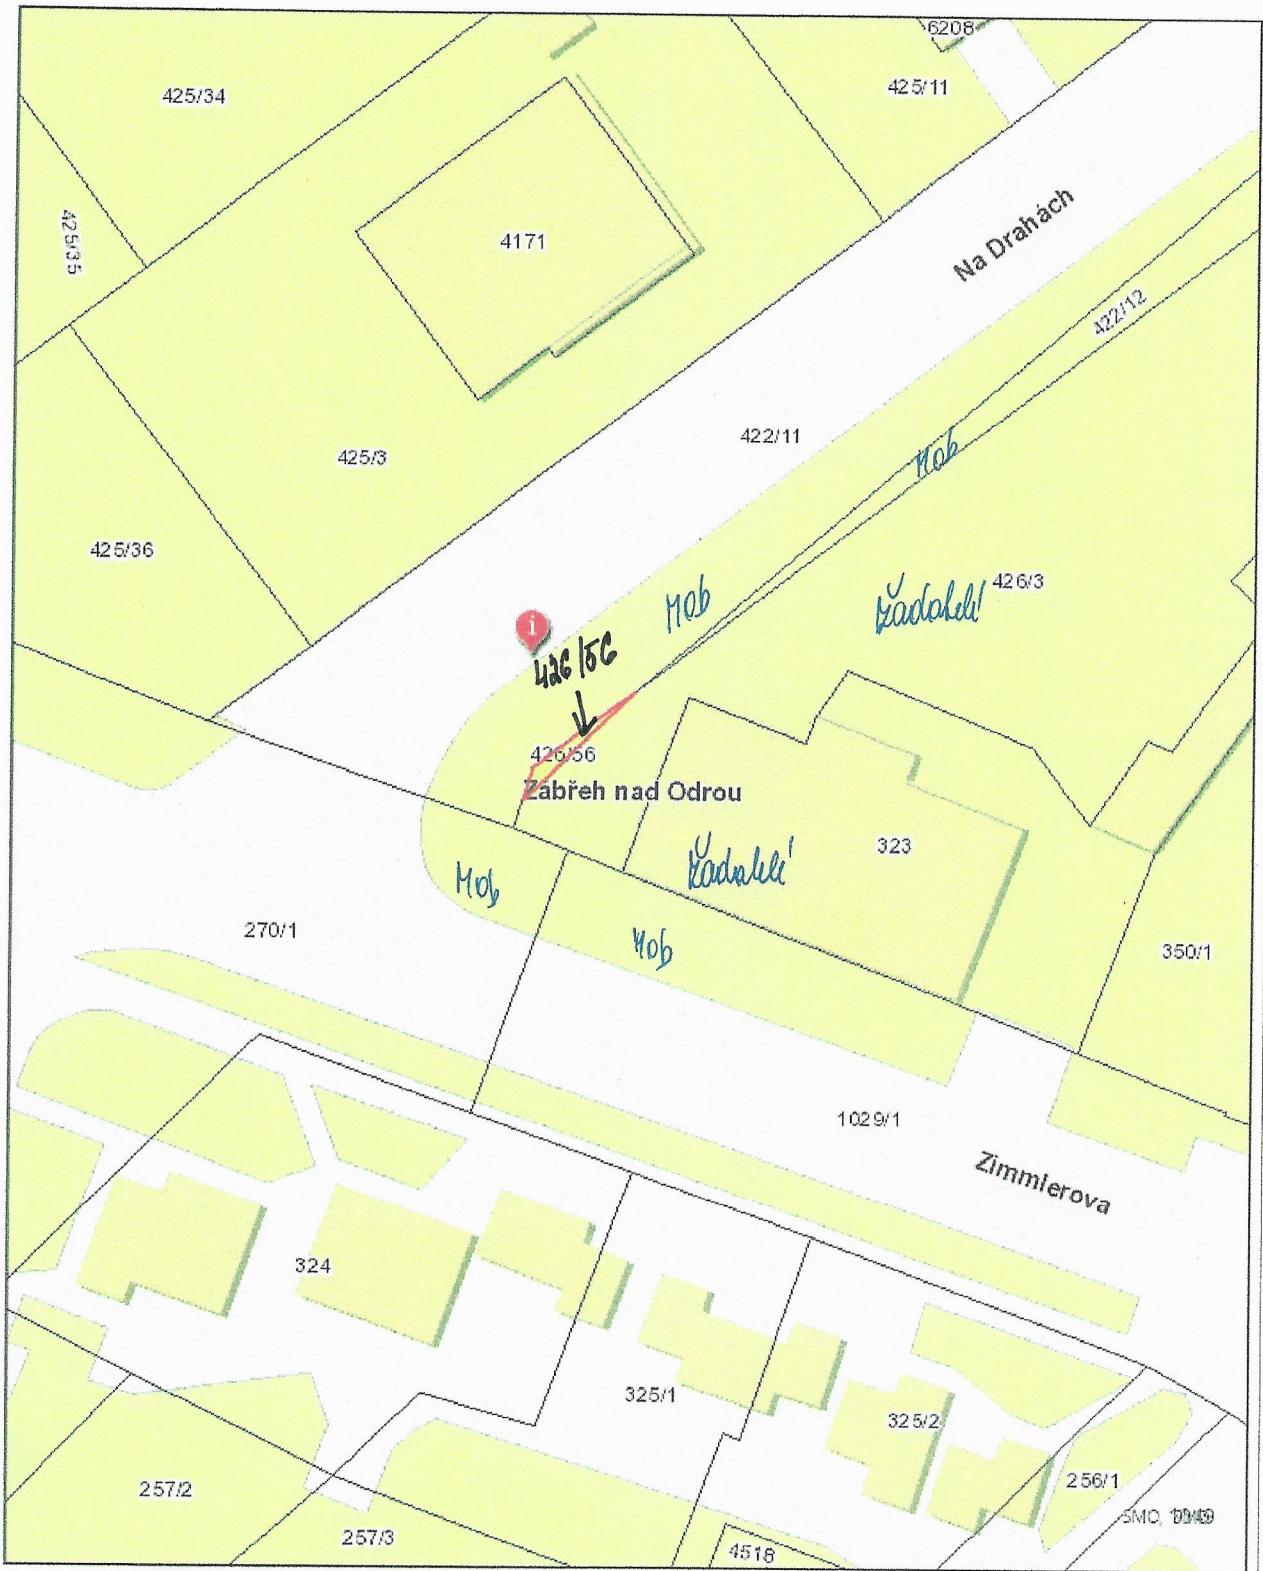 6208
425/34
425/11
425/35
4171
Na Drahách
422/12
422/11
425/3
Mob
425/36
426/3
žadatelé
Mob
i
426/56
426/56
Zábřeh nad Odrou
323
žadatelé
Mob
Mob
270/1
350/1
1029/1
Zimmlerova
324
325/1
325/2
256/1
257/2
SMO,
257/3
4518